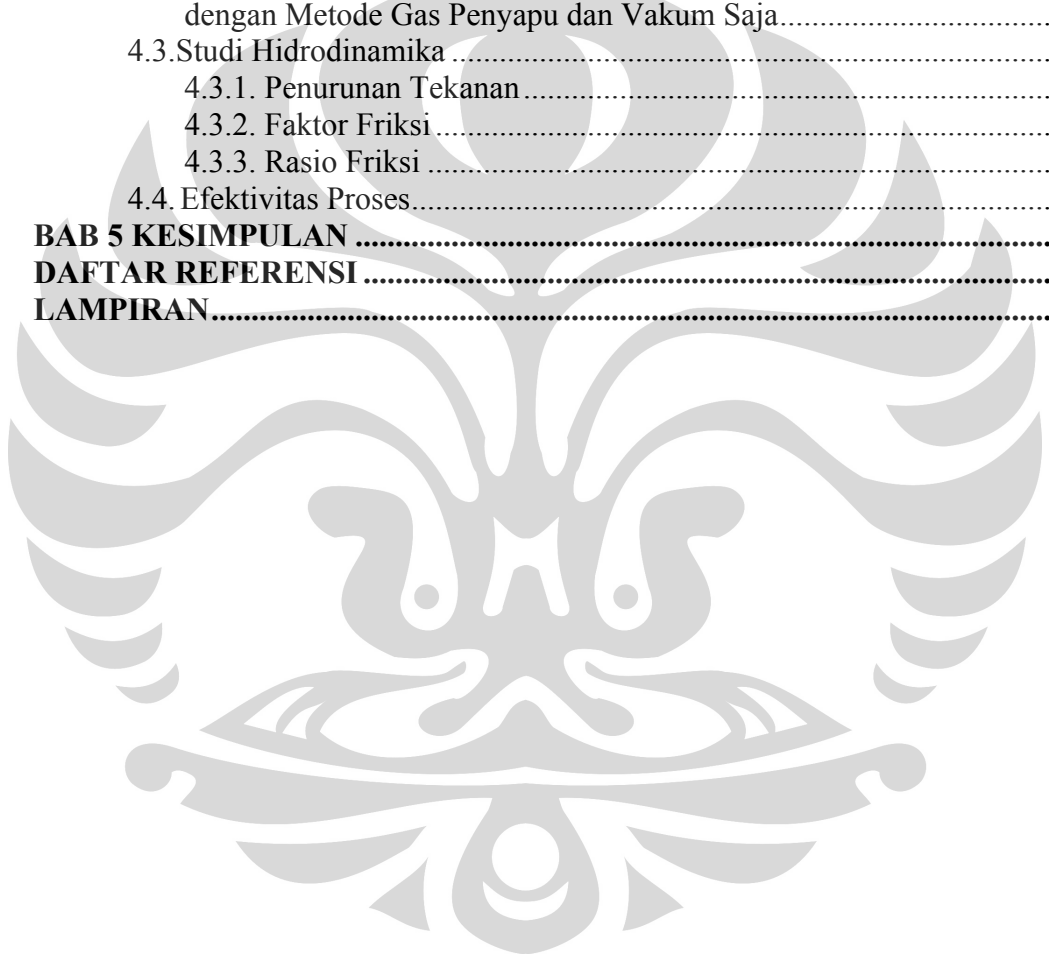 dengan Metode Gas Penyapu dan Vakum Saja.......................................
4.3.Studi Hidrodinamika .......................................................................................
4.3.1. Penurunan Tekanan..............................................................................
4.3.2. Faktor Friksi..........................................................................................
4.3.3. Rasio Friksi ...........................................................................................
4.4. Efektivitas Proses............................................................................................
BAB 5 KESIMPULAN ..............................................................................................
DAFTAR REFERENSI .............................................................................................
LAMPIRAN................................................................................................................